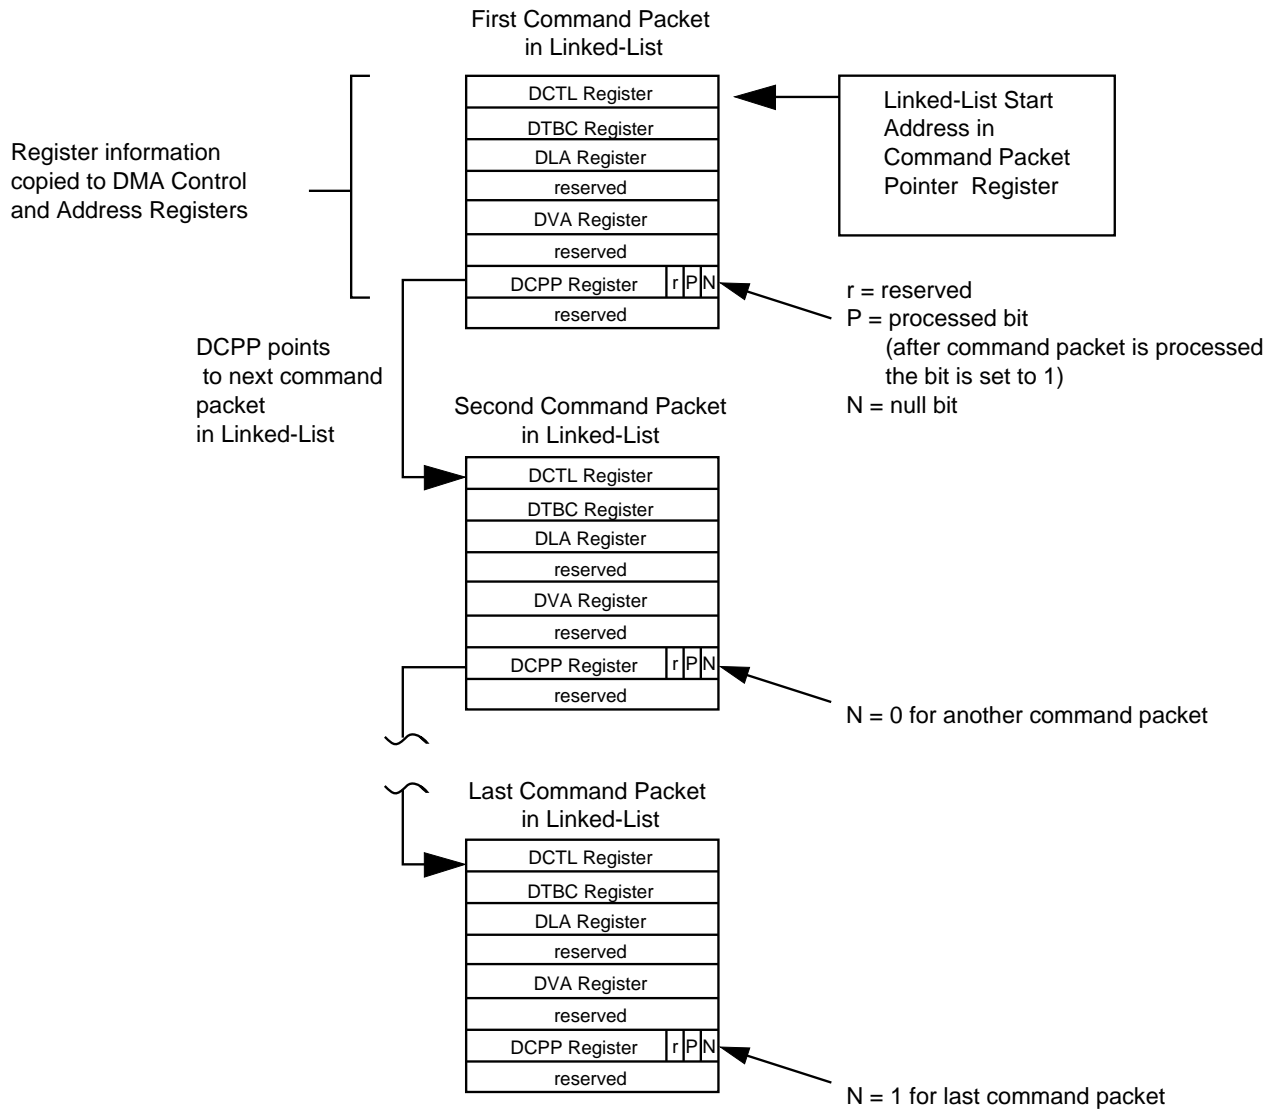 First Command Packet
in Linked-List
DCTL Register
DTBC Register
DLA Register
reserved
DVA Register
reserved
DCPP Register r P N
reserved
Linked-List Start
Address in
Command Packet
Pointer Register
Register information
copied to DMA Control
and Address Registers
r = reserved
P = processed bit
(after command packet is processed
the bit is set to 1)
N = null bit
DCPP points
to next command
packet
in Linked-List
Second Command Packet
in Linked-List
DCTL Register
DTBC Register
DLA Register
reserved
DVA Register
reserved
DCPP Register r P N
reserved
N = 0 for another command packet
Last Command Packet
in Linked-List
DCTL Register
DTBC Register
DLA Register
reserved
DVA Register
reserved
DCPP Register r P N
reserved
N = 1 for last command packet